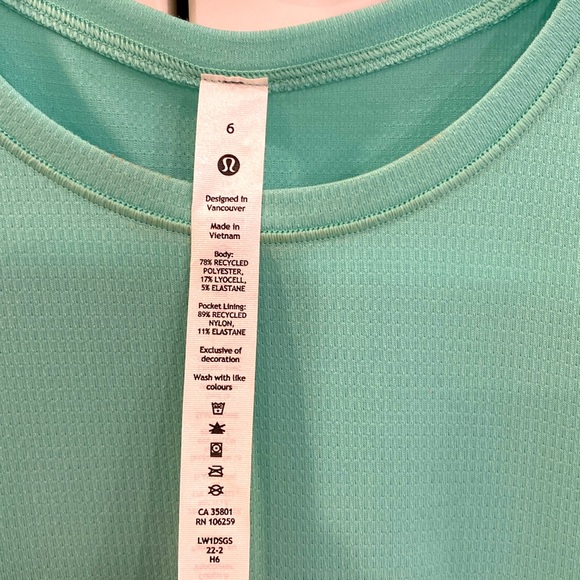 6
Designed in
Vancouver
Made in
Vietnam
Body:
78% RECYCLED
POLYESTER,
17% LYOCELL,
5% ELASTANE
Pocket Lining:
89% RECYCLED
NYLON,
11% ELASTANE
Exclusive of
decoration
Wash with like
colours
CA 35801
RN 106259
LW1DSGS
22-2
H6